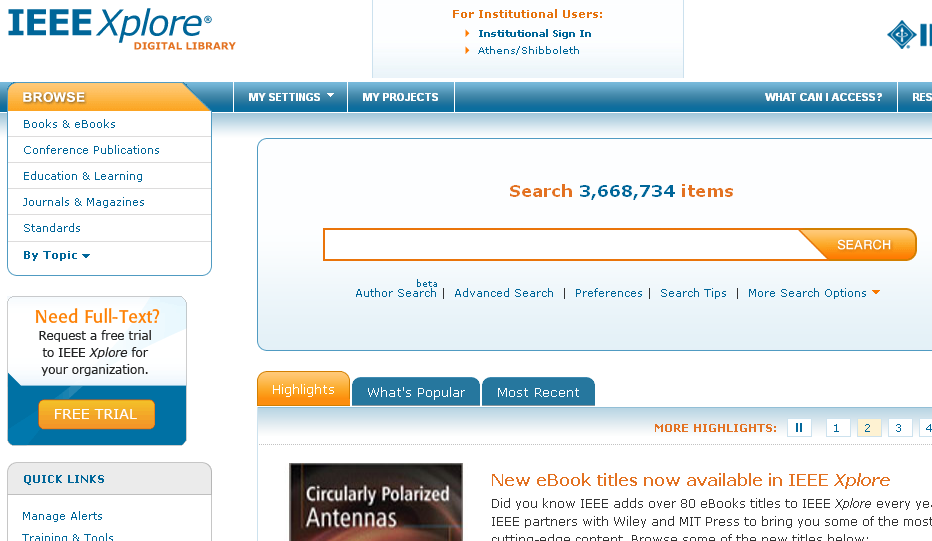 IEEE Xplore®
DIGITAL LIBRARY
For Institutional Users:
Institutional Sign In
Athens/Shibboleth
BROWSE
MY SETTINGS
MY PROJECTS
WHAT CAN I ACCESS?
Books & eBooks
Conference Publications
Education & Learning
Journals & Magazines
Standards
By Topic
Search 3,668,734 items
SEARCH
beta
Author Search | Advanced Search | Preferences | Search Tips | More Search Options
Need Full-Text?
Request a free trial
to IEEE Xplore for
your organization.
FREE TRIAL
Highlights
What's Popular
Most Recent
MORE HIGHLIGHTS: 1 2 3 4
QUICK LINKS
Manage Alerts
Training & Tools
Circularly Polarized
Antennas
New eBook titles now available in IEEE Xplore
Did you know IEEE adds over 80 eBooks titles to IEEE Xplore every
IEEE partners with Wiley and MIT Press to bring you some of the most
cutting-edge content. Browse some of the new titles below: